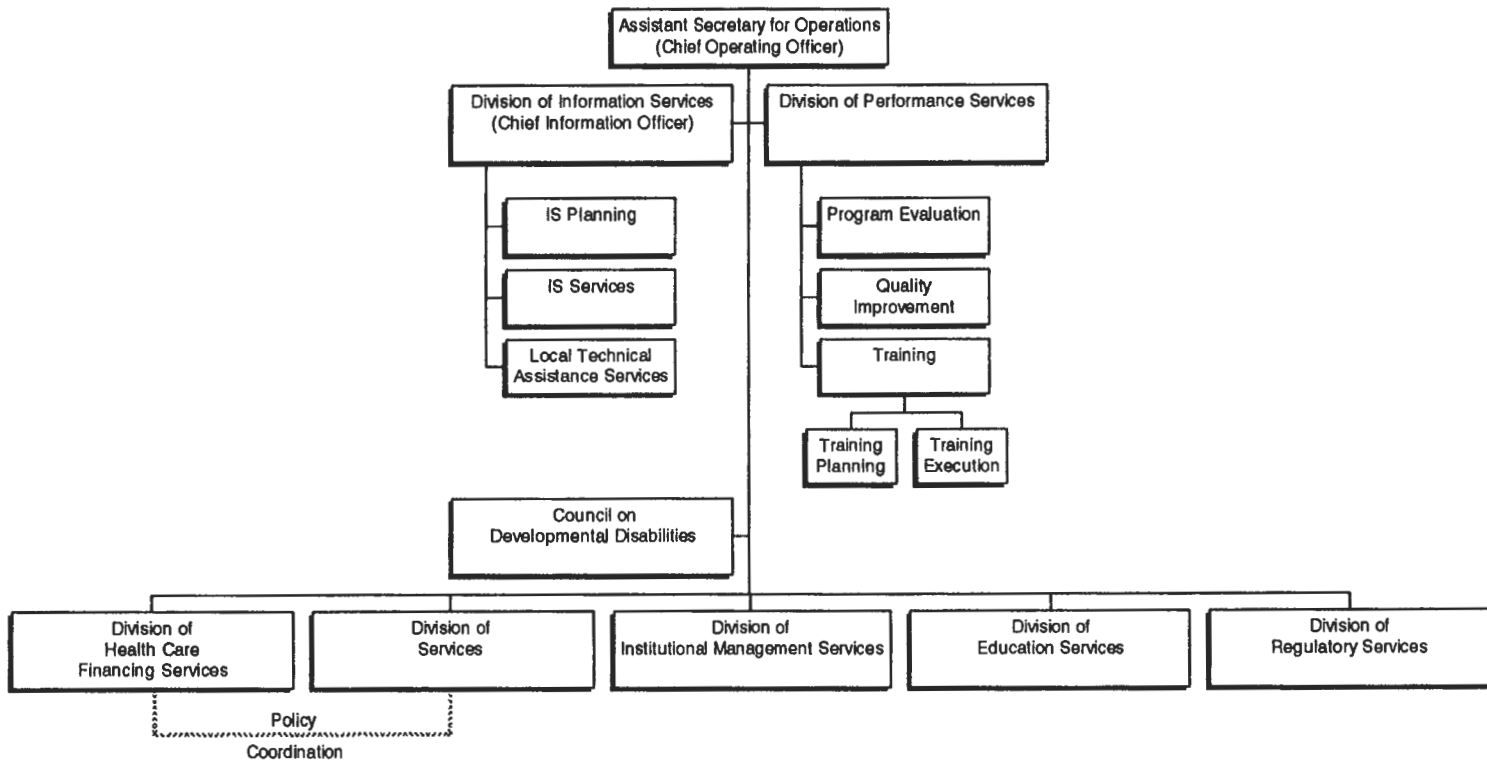 Assistant Secretary for Operations
(Chief Operating Officer)
Division of Information Services
(Chief Information Officer)
Division of Performance Services
IS Planning
IS Services
Local Technical
Assistance Services
Program Evaluation
Quality
Improvement
Training
Training
Planning
Training
Execution
Council on
Developmental Disabilities
Division of
Health Care
Financing Services
Division of
Services
Division of
Institutional Management Services
Division of
Education Services
Division of
Regulatory Services
Policy
Coordination